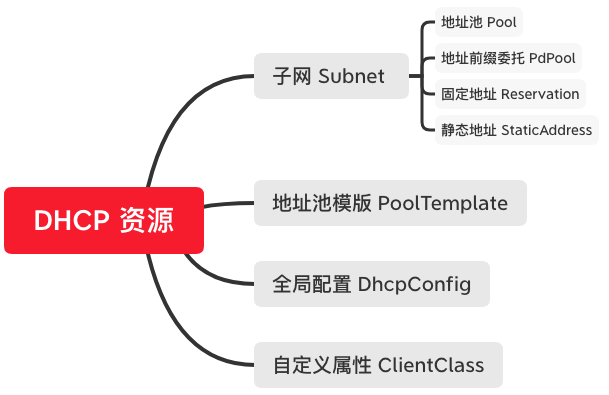 DHCP 资源
子网 Subnet
地址池 Pool
地址前缀委托 PdPool
固定地址 Reservation
静态地址 StaticAddress
地址池模版 PoolTemplate
全局配置 DhcpConfig
自定义属性 ClientClass